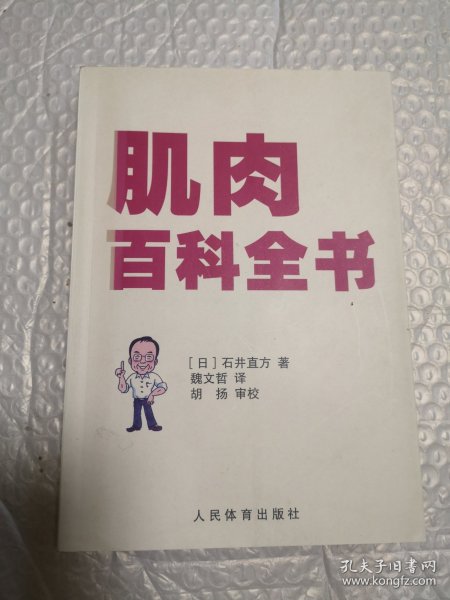 肌肉
百科全书
[日]石井直方 著
魏文哲 译
胡 扬 审校
人民体育出版社
孔夫子旧书网
www.kongfz.com